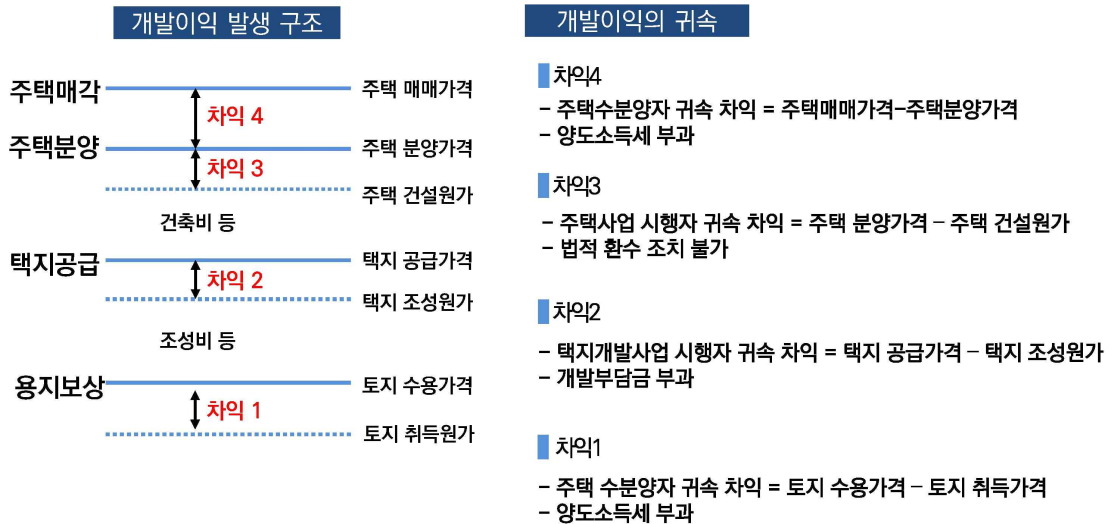 개발이익 발생 구조
주택매각
주택 매매가격
차익 4
주택분양
주택 분양가격
차익 3
주택 건설원가
건축비 등
택지공급
택지 공급가격
차익 2
택지 조성원가
조성비 등
용지보상
토지 수용가격
차익 1
토지 취득원가
개발이익의 귀속
차익4
- 주택수분양자 귀속 차익 = 주택매매가격-주택분양가격
- 양도소득세 부과
차익3
- 주택사업 시행자 귀속 차익 = 주택 분양가격 - 주택 건설원가
- 법적 환수 조치 불가
차익2
- 택지개발사업 시행자 귀속 차익 = 택지 공급가격 - 택지 조성원가
- 개발부담금 부과
차익1
- 주택 수분양자 귀속 차익 = 토지 수용가격 - 토지 취득가격
- 양도소득세 부과